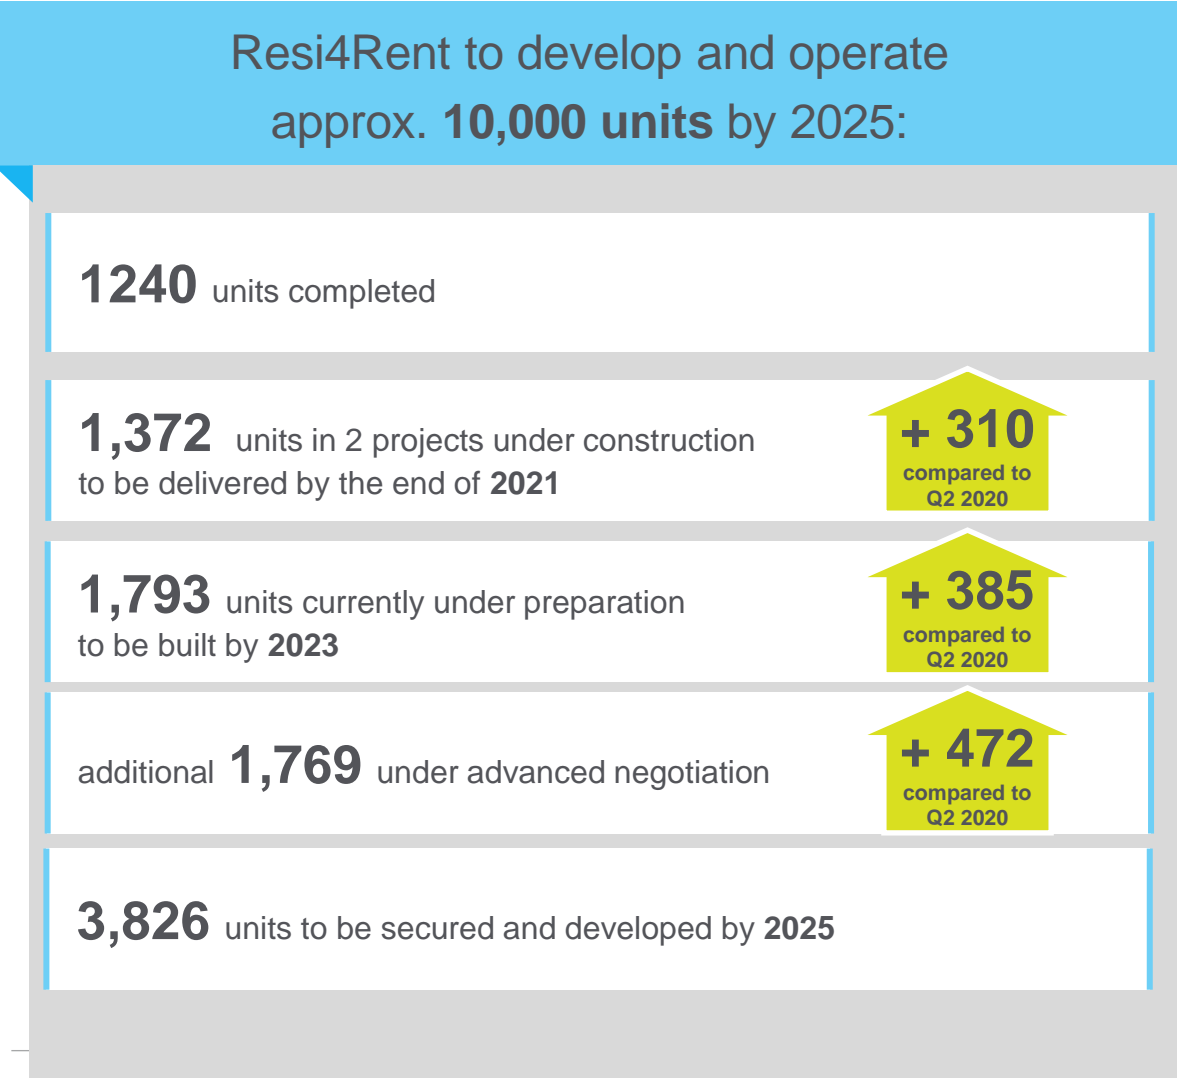 Resi4Rent to develop and operate
approx. 10,000 units by 2025:
1240 units completed
1,372 units in 2 projects under construction
to be delivered by the end of 2021
+ 310
compared to
Q2 2020
1,793 units currently under preparation
to be built by 2023
+ 385
compared to
Q2 2020
additional 1,769 under advanced negotiation
+ 472
compared to
Q2 2020
3,826 units to be secured and developed by 2025